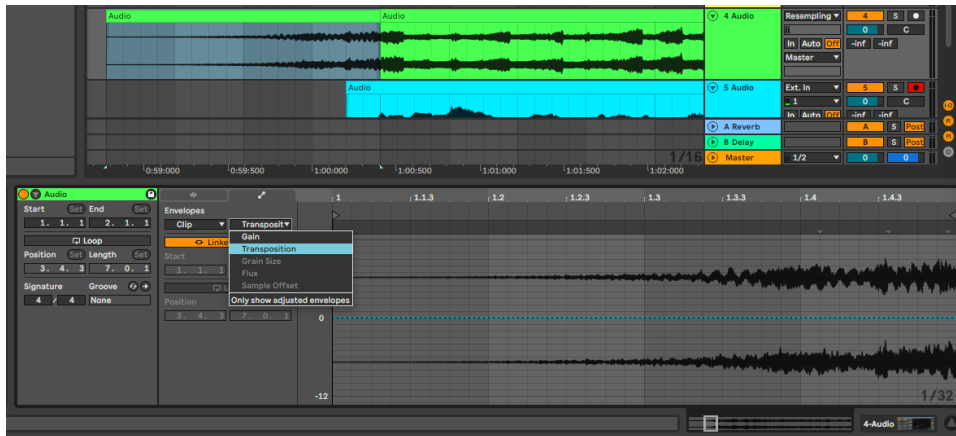 Audio Audio 4 Audio Resampling 4 S
0 C
In Auto Off -inf -inf
Master
Audio 5 Audio Ext. In 5 S
1 0 C
In Auto Off -inf -inf
A Reverb A S Post
B Delay B S Post
1/16 Master 1/2 0 0
0:59:000 0:59:500 1:00:000 1:00:500 1:01:000 1:01:500 1:02:000
Audio
Start Set End Set
1. 1. 1 2. 1. 1
Loop
Position Set Length Set
3. 4. 3 7. 0. 1
Signature Groove
4 / 4 None
Envelopes
Clip Transposit
Linke
Start
1. 1. 1
L
Position
3. 4. 3 7. 0. 1
Gain
Transposition
Grain Size
Flux
Sample Offset
Only show adjusted envelopes
1 1.1.3 1.2 1.2.3 1.3 1.3.3 1.4 1.4.3
0
-12
1/32
4-Audio